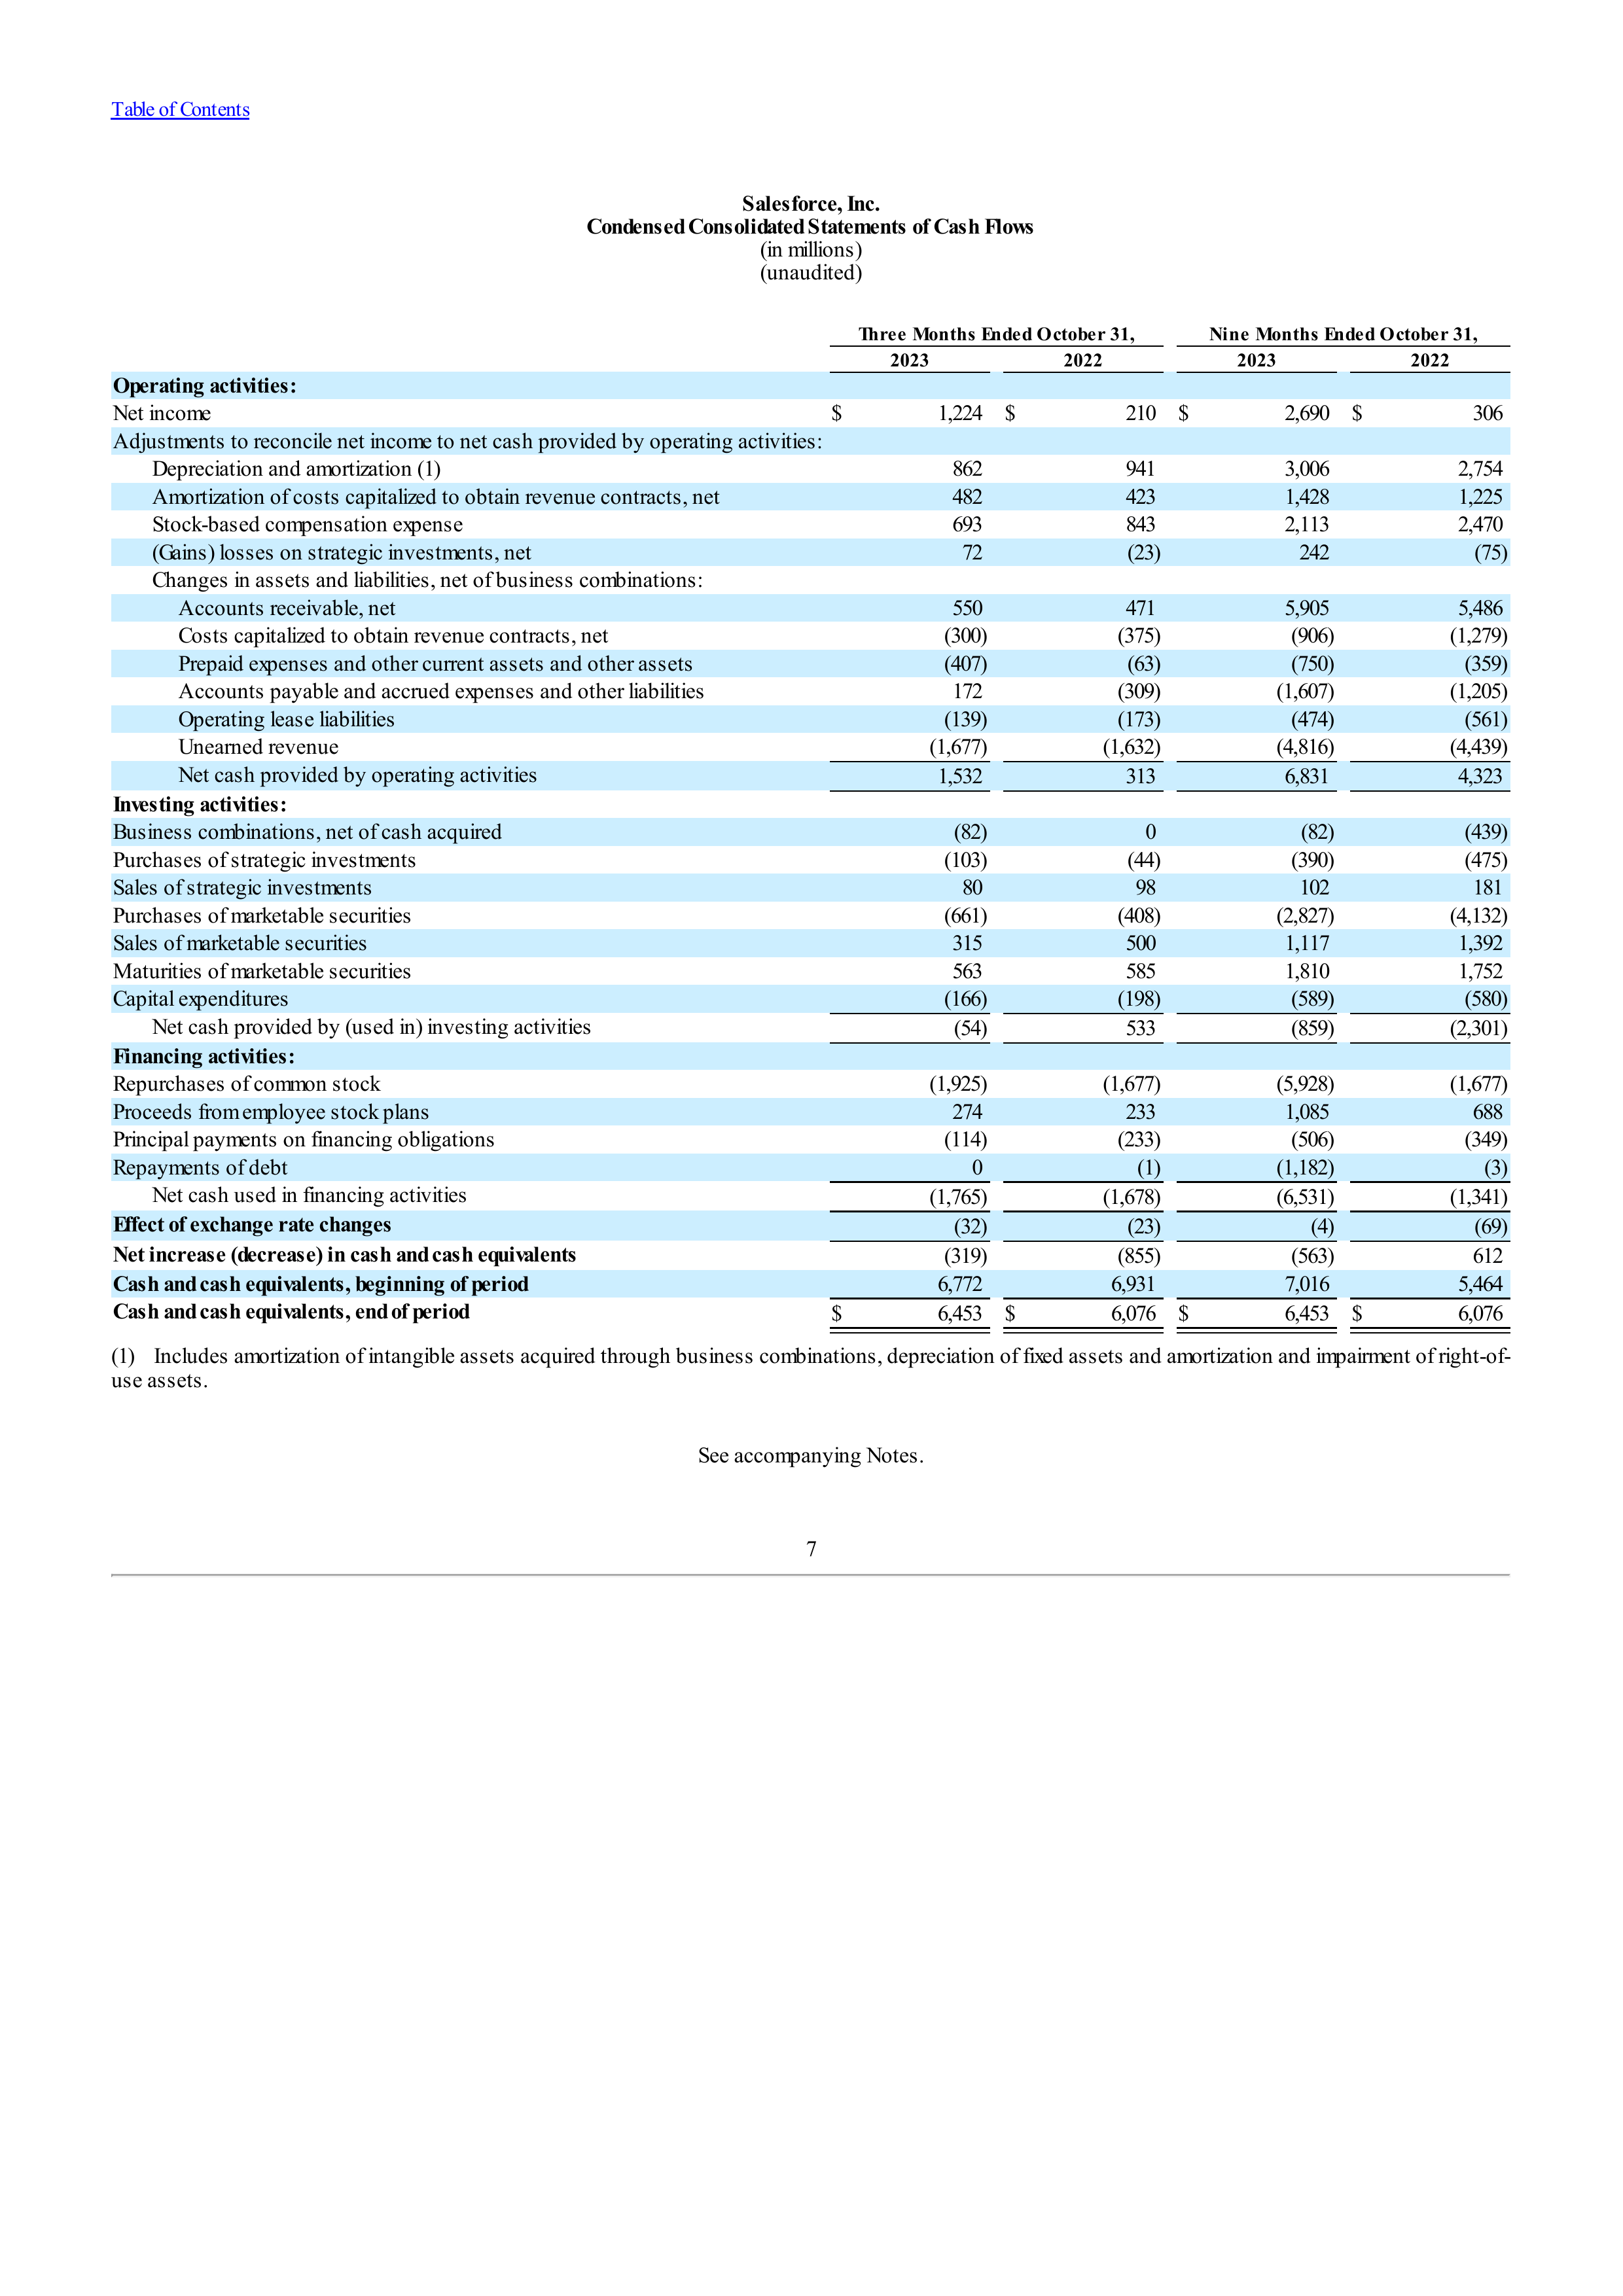 Table of Contents
Salesforce, Inc.
Condensed Consolidated Statements of Cash Flows
(in millions)
(unaudited)
Three Months Ended October 31, Nine Months Ended October 31,
2023 2022 2023 2022
Operating activities:
Net income $ 1,224 $ 210 $ 2,690 $ 306
Adjustments to reconcile net income to net cash provided by operating activities:
Depreciation and amortization (1) 862 941 3,006 2,754
Amortization of costs capitalized to obtain revenue contracts, net 482 423 1,428 1,225
Stock-based compensation expense 693 843 2,113 2,470
(Gains) losses on strategic investments, net 72 (23) 242 (75)
Changes in assets and liabilities, net of business combinations:
Accounts receivable, net 550 471 5,905 5,486
Costs capitalized to obtain revenue contracts, net (300) (375) (906) (1,279)
Prepaid expenses and other current assets and other assets (407) (63) (750) (359)
Accounts payable and accrued expenses and other liabilities 172 (309) (1,607) (1,205)
Operating lease liabilities (139) (173) (474) (561)
Unearned revenue (1,677) (1,632) (4,816) (4,439)
Net cash provided by operating activities 1,532 313 6,831 4,323
Investing activities:
Business combinations, net of cash acquired (82) 0 (82) (439)
Purchases of strategic investments (103) (44) (390) (475)
Sales of strategic investments 80 98 102 181
Purchases of marketable securities (661) (408) (2,827) (4,132)
Sales of marketable securities 315 500 1,117 1,392
Maturities of marketable securities 563 585 1,810 1,752
Capital expenditures (166) (198) (589) (580)
Net cash provided by (used in) investing activities (54) 533 (859) (2,301)
Financing activities:
Repurchases of common stock (1,925) (1,677) (5,928) (1,677)
Proceeds from employee stock plans 274 233 1,085 688
Principal payments on financing obligations (114) (233) (506) (349)
Repayments of debt 0 (1) (1,182) (3)
Net cash used in financing activities (1,765) (1,678) (6,531) (1,341)
Effect of exchange rate changes (32) (23) (4) (69)
Net increase (decrease) in cash and cash equivalents (319) (855) (563) 612
Cash and cash equivalents, beginning of period 6,772 6,931 7,016 5,464
Cash and cash equivalents, end of period $ 6,453 $ 6,076 $ 6,453 $ 6,076
(1) Includes amortization of intangible assets acquired through business combinations, depreciation of fixed assets and amortization and impairment of right-of-
use assets.
See accompanying Notes.
7